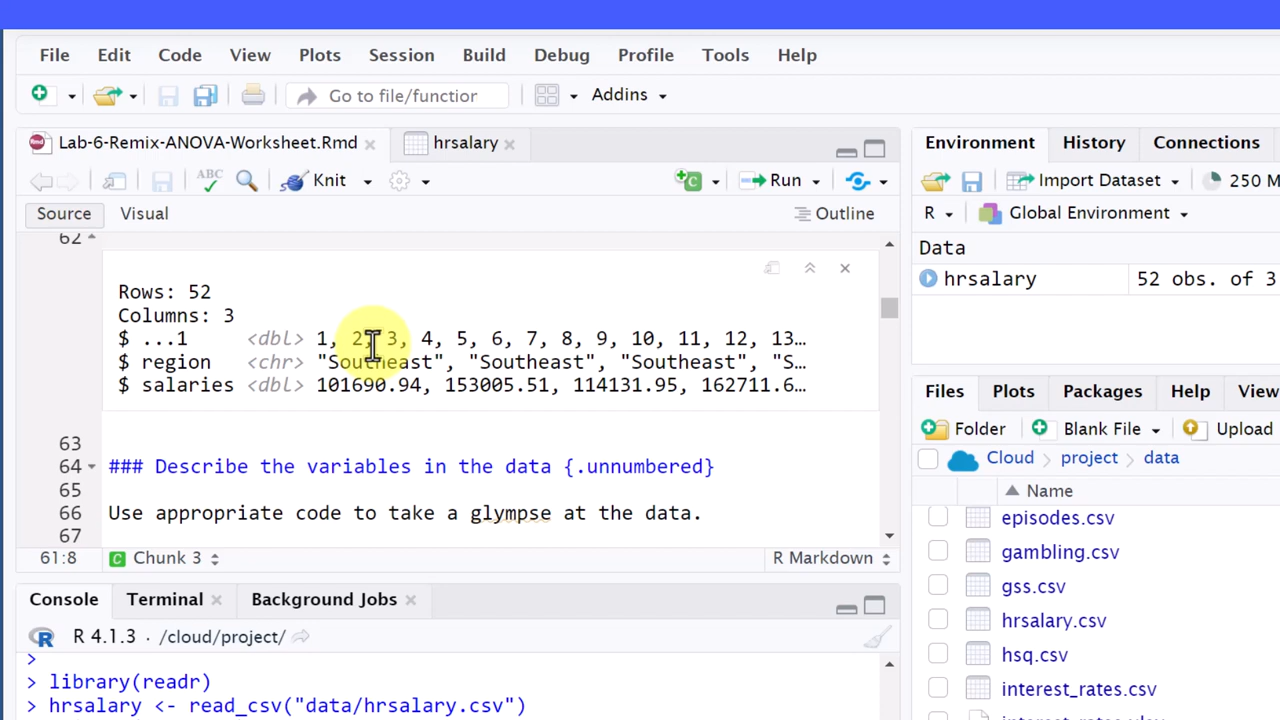 File Edit Code View Plots Session Build Debug Profile Tools Help
Go to file/functior Addins
Lab-6-Remix-ANOVA-Worksheet.Rmd hrsalary
ABC Knit Run
Source Visual Outline
62
Rows: 52
Columns: 3
$ ...1 <dbl> 1, 2, 3, 4, 5, 6, 7, 8, 9, 10, 11, 12, 13…
$ region <chr> "Southeast", "Southeast", "Southeast", "S…
$ salaries <dbl> 101690.94, 153005.51, 114131.95, 162711.6…
63
64 ### Describe the variables in the data {.unnumbered}
65
66 Use appropriate code to take a glympse at the data.
67
61:8 C Chunk 3 R Markdown
Console Terminal Background Jobs
R R 4.1.3 · /cloud/project/
>
> library(readr)
> hrsalary <- read_csv("data/hrsalary.csv")
Environment History Connections
Import Dataset 250 M
R Global Environment
Data
hrsalary 52 obs. of 3
Files Plots Packages Help View
Folder Blank File Upload
Cloud project data
Name
episodes.csv
gambling.csv
gss.csv
hrsalary.csv
hsq.csv
interest_rates.csv